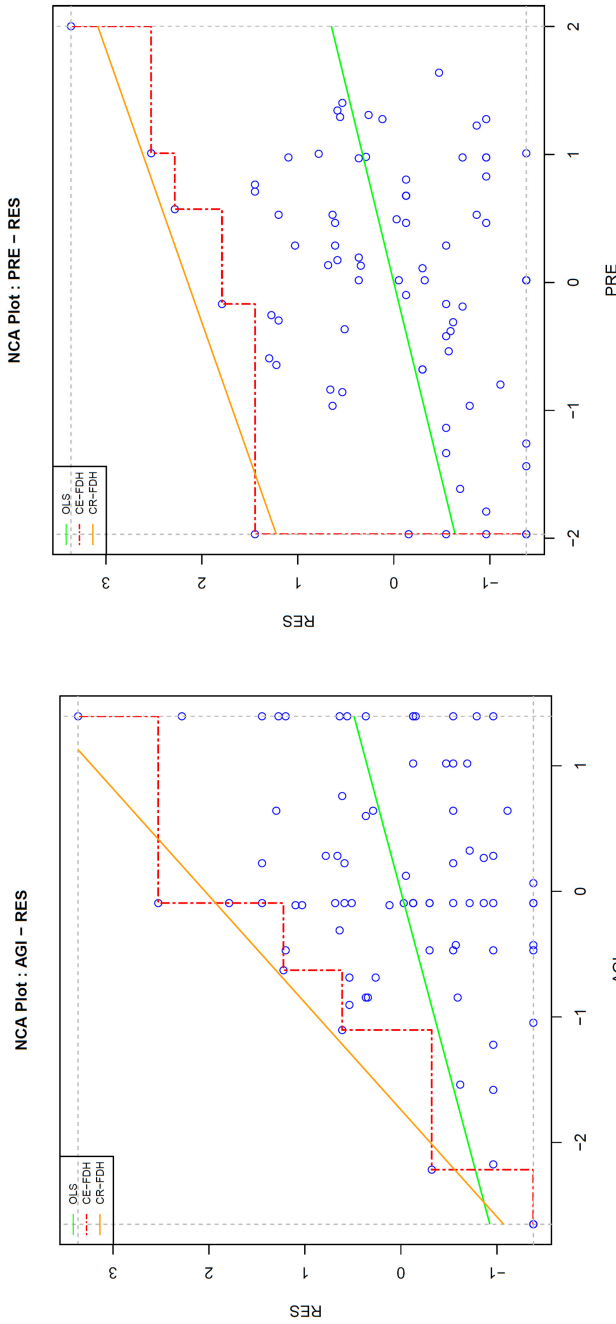 NCA Plot : AGI − RES
OLS
CE−FDH
CR−FDH
RES
3
2
1
0
−1
−2
−1
0
1
AGI
NCA Plot : PRE − RES
OLS
CE−FDH
CR−FDH
RES
3
2
1
0
−1
−2
−1
0
1
2
PRE